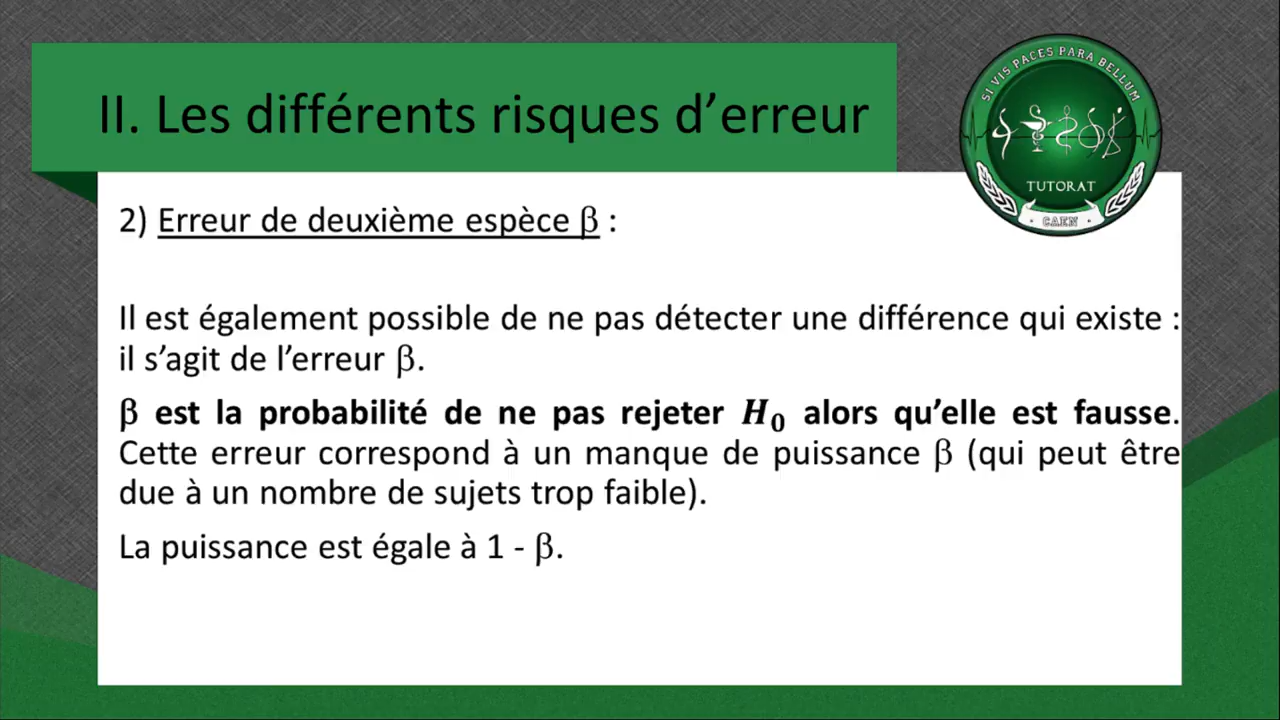 II. Les différents risques d’erreur
SI VIS PACES PARA BELLUM
TUTORAT
· CAEN ·
2) Erreur de deuxième espèce β :
Il est également possible de ne pas détecter une différence qui existe :
il s’agit de l’erreur β.
β est la probabilité de ne pas rejeter H₀ alors qu’elle est fausse.
Cette erreur correspond à un manque de puissance β (qui peut être
due à un nombre de sujets trop faible).
La puissance est égale à 1 - β.